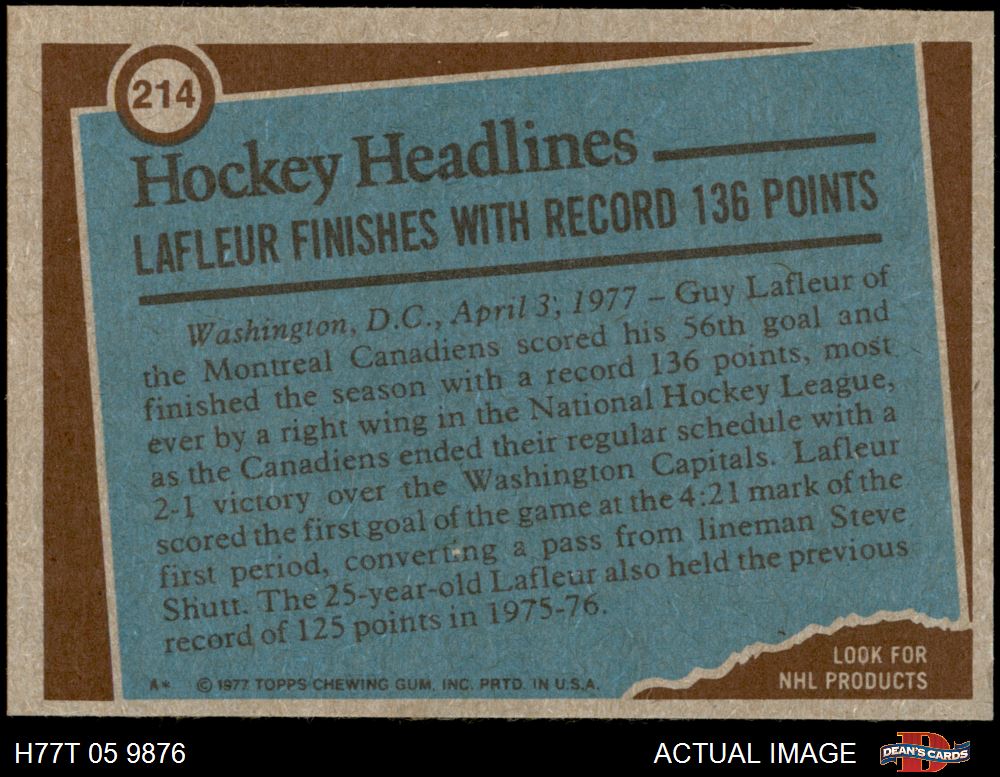 214
Hockey Headlines
LAFLEUR FINISHES WITH RECORD 136 POINTS
Washington, D.C., April 3, 1977 – Guy Lafleur of
the Montreal Canadiens scored his 56th goal and
finished the season with a record 136 points, most
ever by a right wing in the National Hockey League,
as the Canadiens ended their regular schedule with a
2-1 victory over the Washington Capitals. Lafleur
scored the first goal of the game at the 4:21 mark of the
first period, converting a pass from lineman Steve
Shutt. The 25-year-old Lafleur also held the previous
record of 125 points in 1975-76.
A* © 1977 TOPPS CHEWING GUM, INC. PRTD. IN U.S.A.
LOOK FOR
NHL PRODUCTS
H77T 05 9876
ACTUAL IMAGE
DEAN'S CARDS